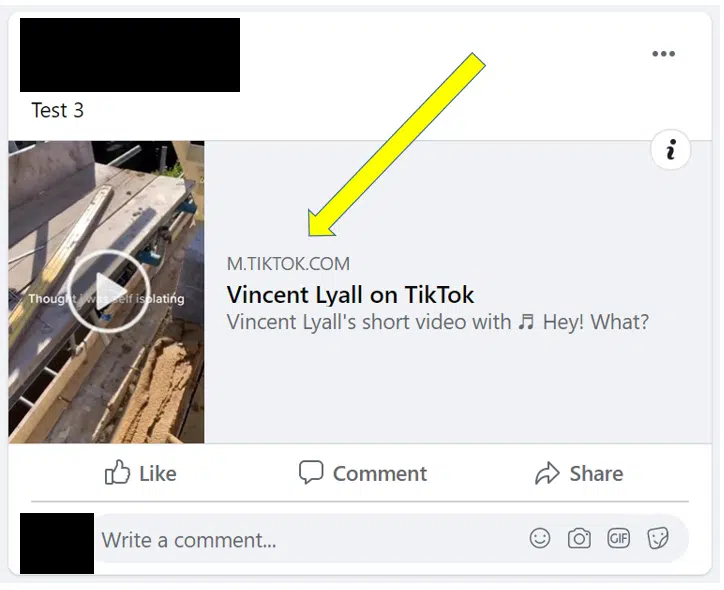 Test 3
i
Thought I was self isolating
M.TIKTOK.COM
Vincent Lyall on TikTok
Vincent Lyall's short video with ♬ Hey! What?
Like Comment Share
Write a comment... GIF